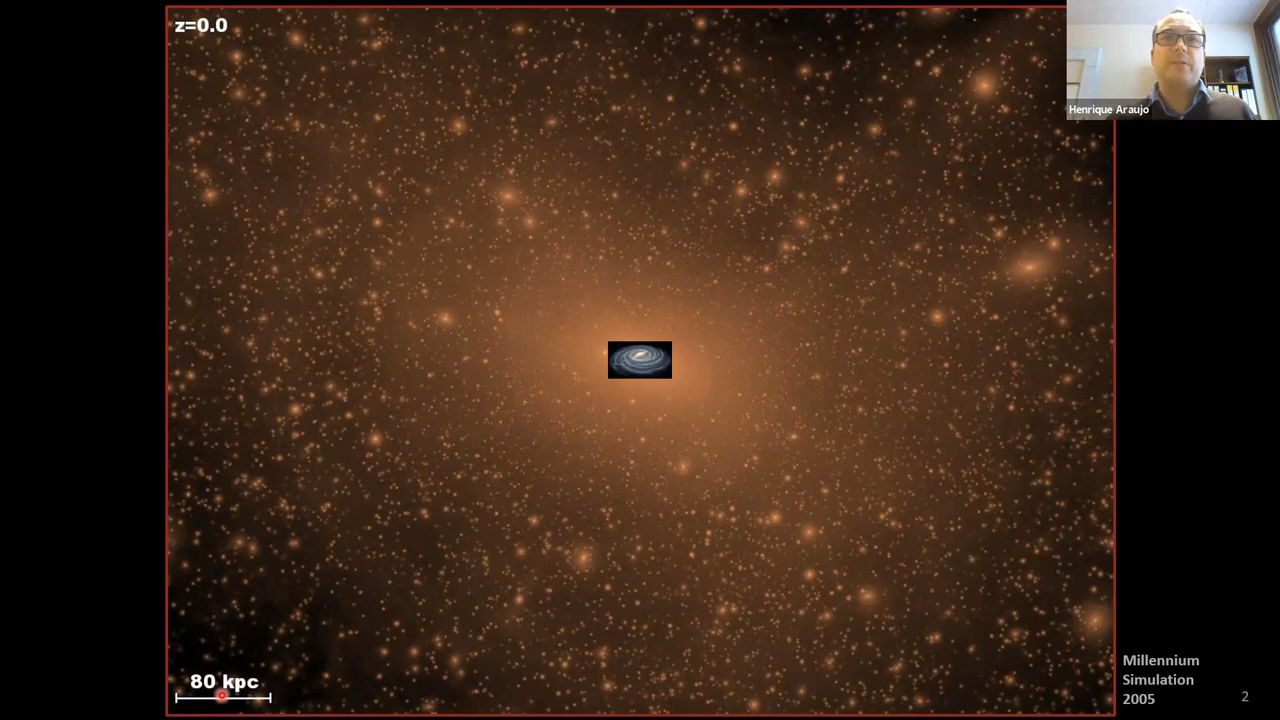 z=0.0
Henrique Araujo
80 kpc
Millennium
Simulation
2005
2